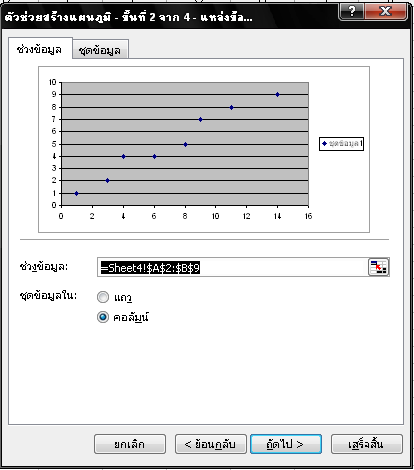 ตัวช่วยสร้างแผนภูมิ - ขั้นที่ 2 จาก 4 - แหล่งข้อ...
ช่วงข้อมูล ชุดข้อมูล
10
9
8
7
6
5
4
3
2
1
0
0 2 4 6 8 10 12 14 16
ชุดข้อมูล1
ช่วงข้อมูล: =Sheet4!$A$2:$B$9
ชุดข้อมูลใน: แถว
คอลัมน์
ยกเลิก < ย้อนกลับ ถัดไป > เสร็จสิ้น